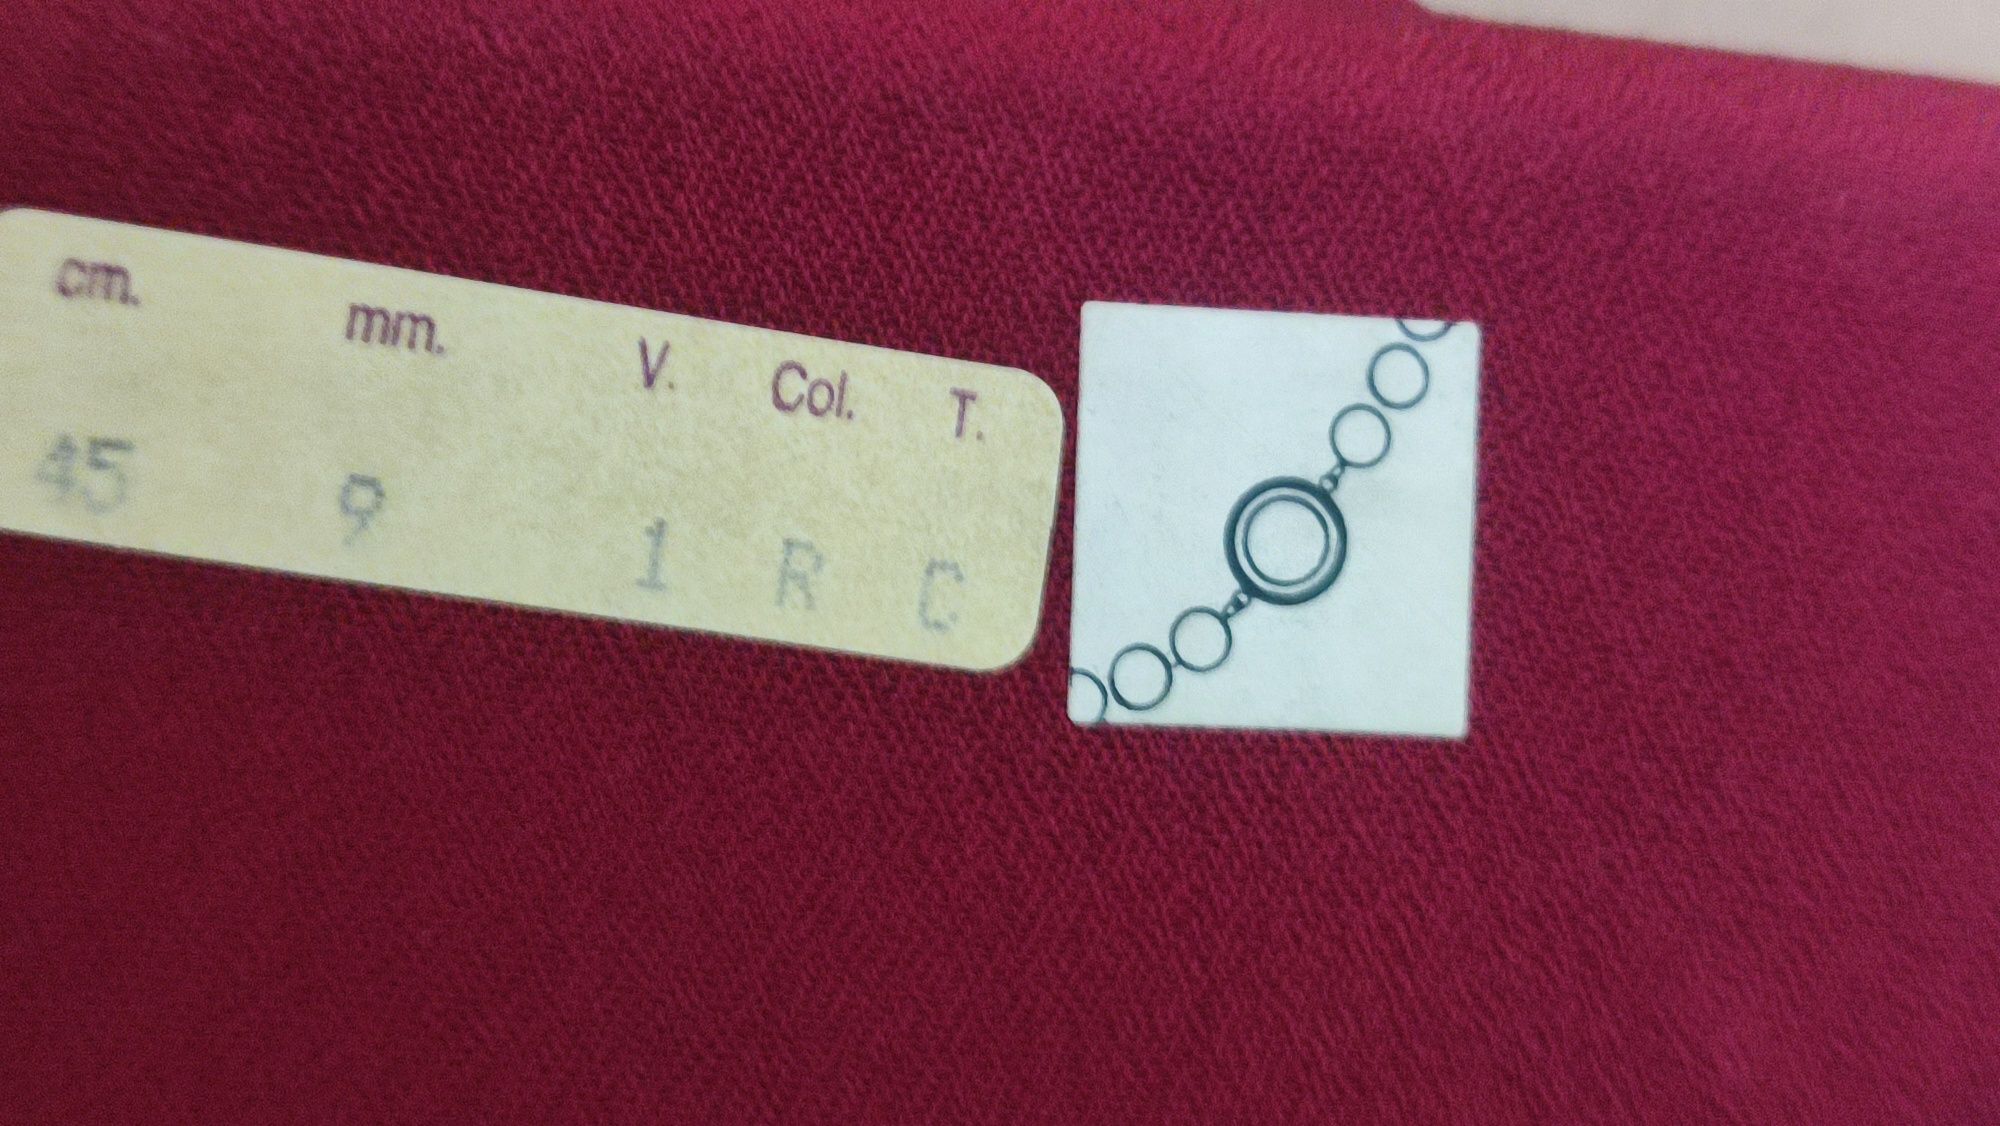 cm. mm. V. Col. T.
45 9 1 R C